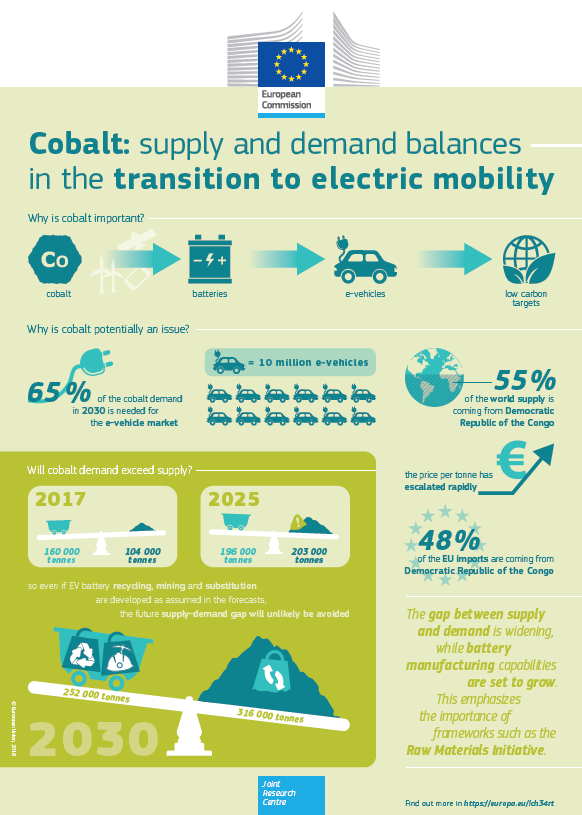 European
Commission
Cobalt: supply and demand balances
in the transition to electric mobility
Why is cobalt important?
Co
cobalt
batteries
e-vehicles
low carbon
targets
Why is cobalt potentially an issue?
65%
of the cobalt demand
in 2030 is needed for
the e-vehicle market
= 10 million e-vehicles
55%
of the world supply is
coming from Democratic
Republic of the Congo
€
the price per tonne has
escalated rapidly
48%
of the EU imports are coming from
Democratic Republic of the Congo
Will cobalt demand exceed supply?
2017
160 000
tonnes
104 000
tonnes
2025
196 000
tonnes
203 000
tonnes
so even if EV battery recycling, mining and substitution
are developed as assumed in the forecasts,
the future supply-demand gap will unlikely be avoided
252 000 tonnes
316 000 tonnes
2030
© European Union, 2018
The gap between supply
and demand is widening,
while battery
manufacturing capabilities
are set to grow.
This emphasizes
the importance of
frameworks such as the
Raw Materials Initiative.
Joint
Research
Centre
Find out more in https://europa.eu/!ch34rt